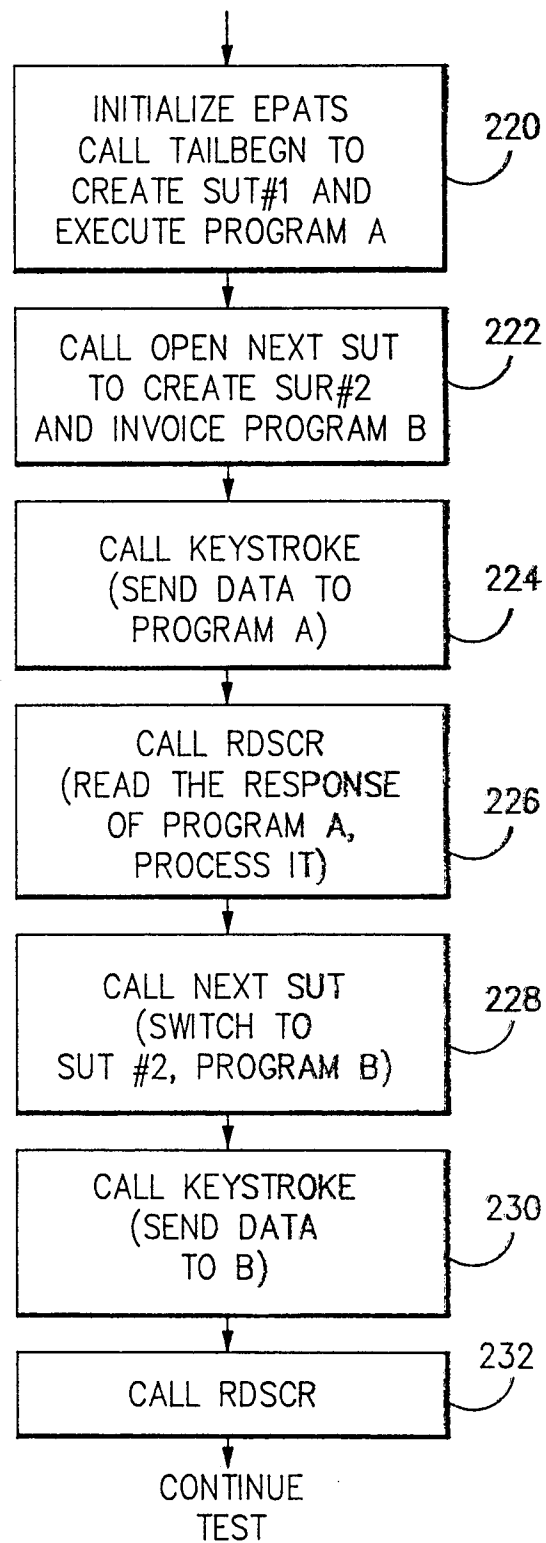 INITIALIZE EPATS
CALL TAILBEGN TO
CREATE SUT#1 AND
EXECUTE PROGRAM A
220
CALL OPEN NEXT SUT
TO CREATE SUR#2
AND INVOICE PROGRAM B
222
CALL KEYSTROKE
(SEND DATA TO
PROGRAM A)
224
CALL RDSCR
(READ THE RESPONSE
OF PROGRAM A,
PROCESS IT)
226
CALL NEXT SUT
(SWITCH TO
SUT #2, PROGRAM B)
228
CALL KEYSTROKE
(SEND DATA
TO B)
230
CALL RDSCR
232
CONTINUE
TEST